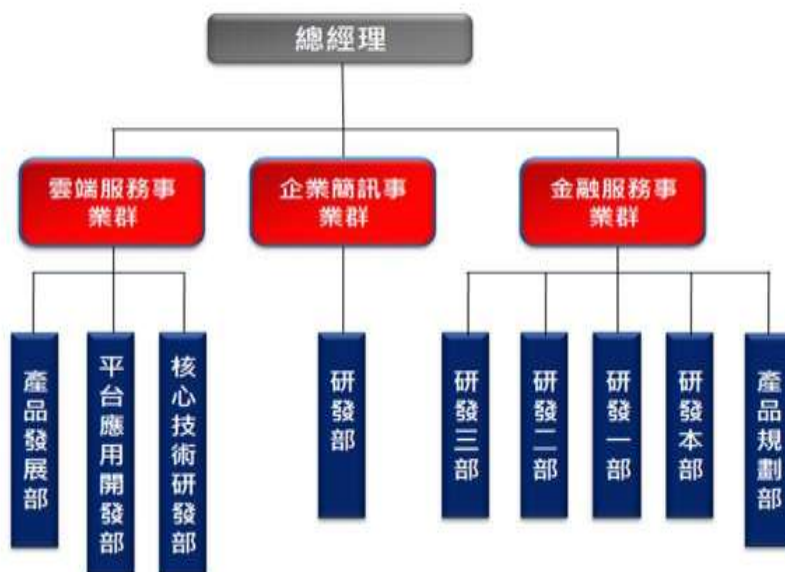 總經理
雲端服務事
業群
企業簡訊事
業群
金融服務事
業群
產品發展部
平台應用開發部
核心技術研發部
研發部
研發三部
研發二部
研發一部
研發本部
產品規劃部